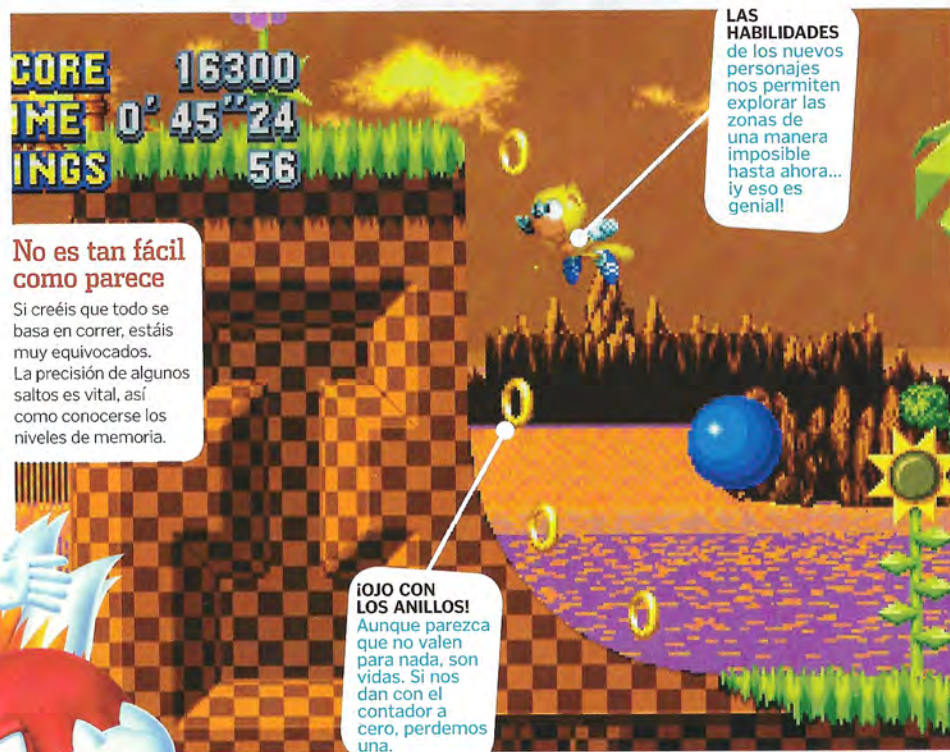 CORE 16300
IME 0' 45"24
INGS 56
LAS
HABILIDADES
de los nuevos
personajes
nos permiten
explorar las
zonas de
una manera
imposible
hasta ahora...
¡y eso es
genial!
No es tan fácil
como parece
Si creéis que todo se
basa en correr, estáis
muy equivocados.
La precisión de algunos
saltos es vital, así
como conocerse los
niveles de memoria.
¡OJO CON
LOS ANILLOS!
Aunque parezca
que no valen
para nada, son
vidas. Si nos
dan con el
contador a
cero, perdemos
una.